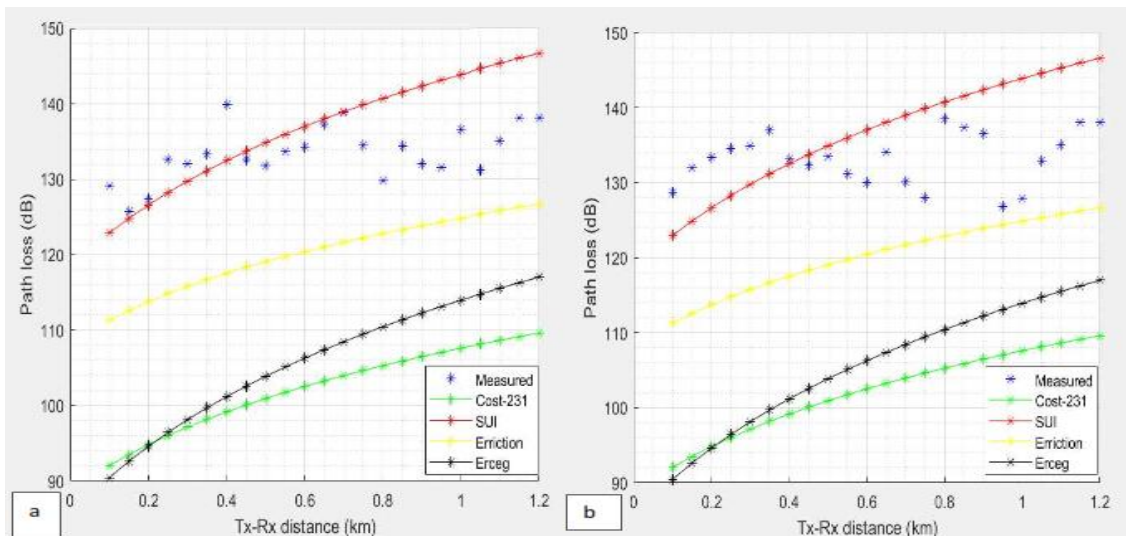 150
140
130
120
110
100
90
Path loss (dB)
Measured
Cost-231
SUI
Erriction
Erceg
0
0.2
0.4
0.6
0.8
1
1.2
Tx-Rx distance (km)
a
150
140
130
120
110
100
90
Path loss (dB)
Measured
Cost-231
SUI
Erriction
Erceg
0
0.2
0.4
0.6
0.8
1
1.2
Tx-Rx distance (km)
b